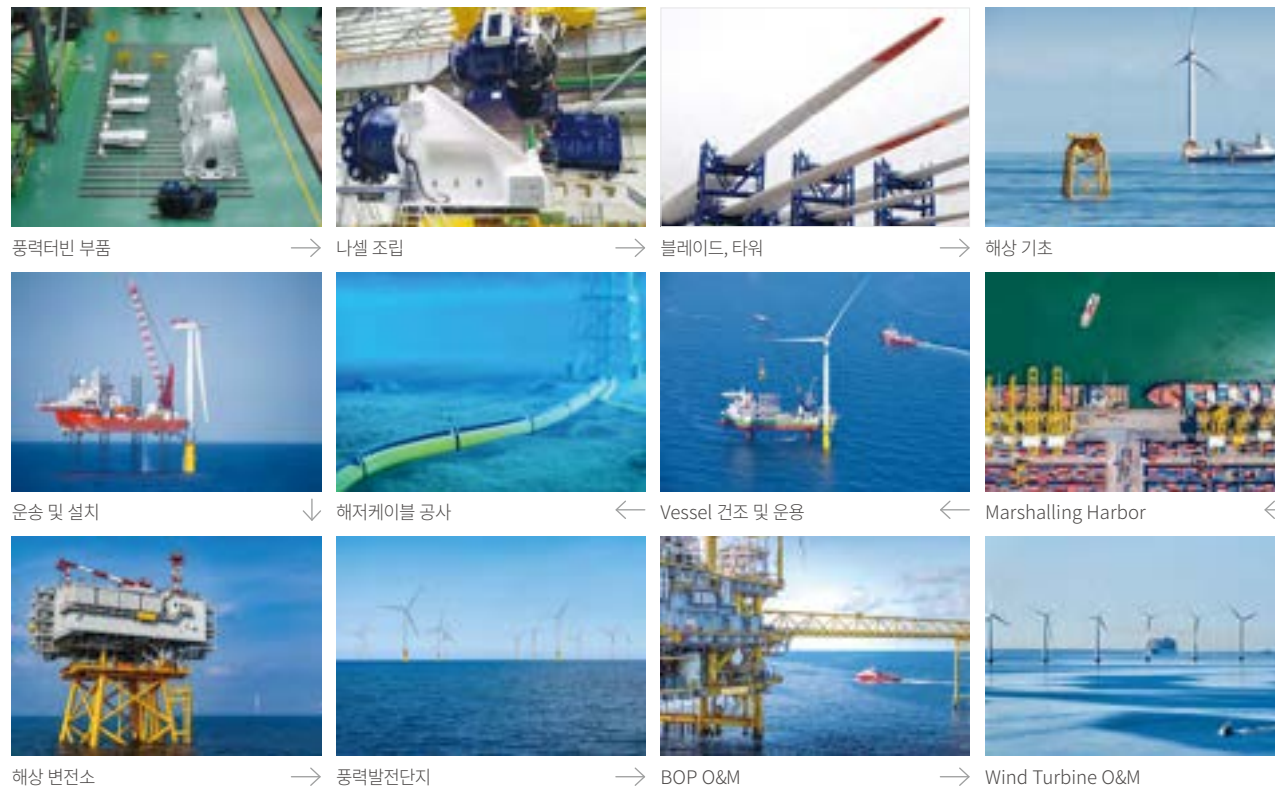 풍력터빈 부품
나셀 조립
블레이드, 타워
해상 기초
운송 및 설치
해저케이블 공사
Vessel 건조 및 운용
Marshalling Harbor
해상 변전소
풍력발전단지
BOP O&M
Wind Turbine O&M